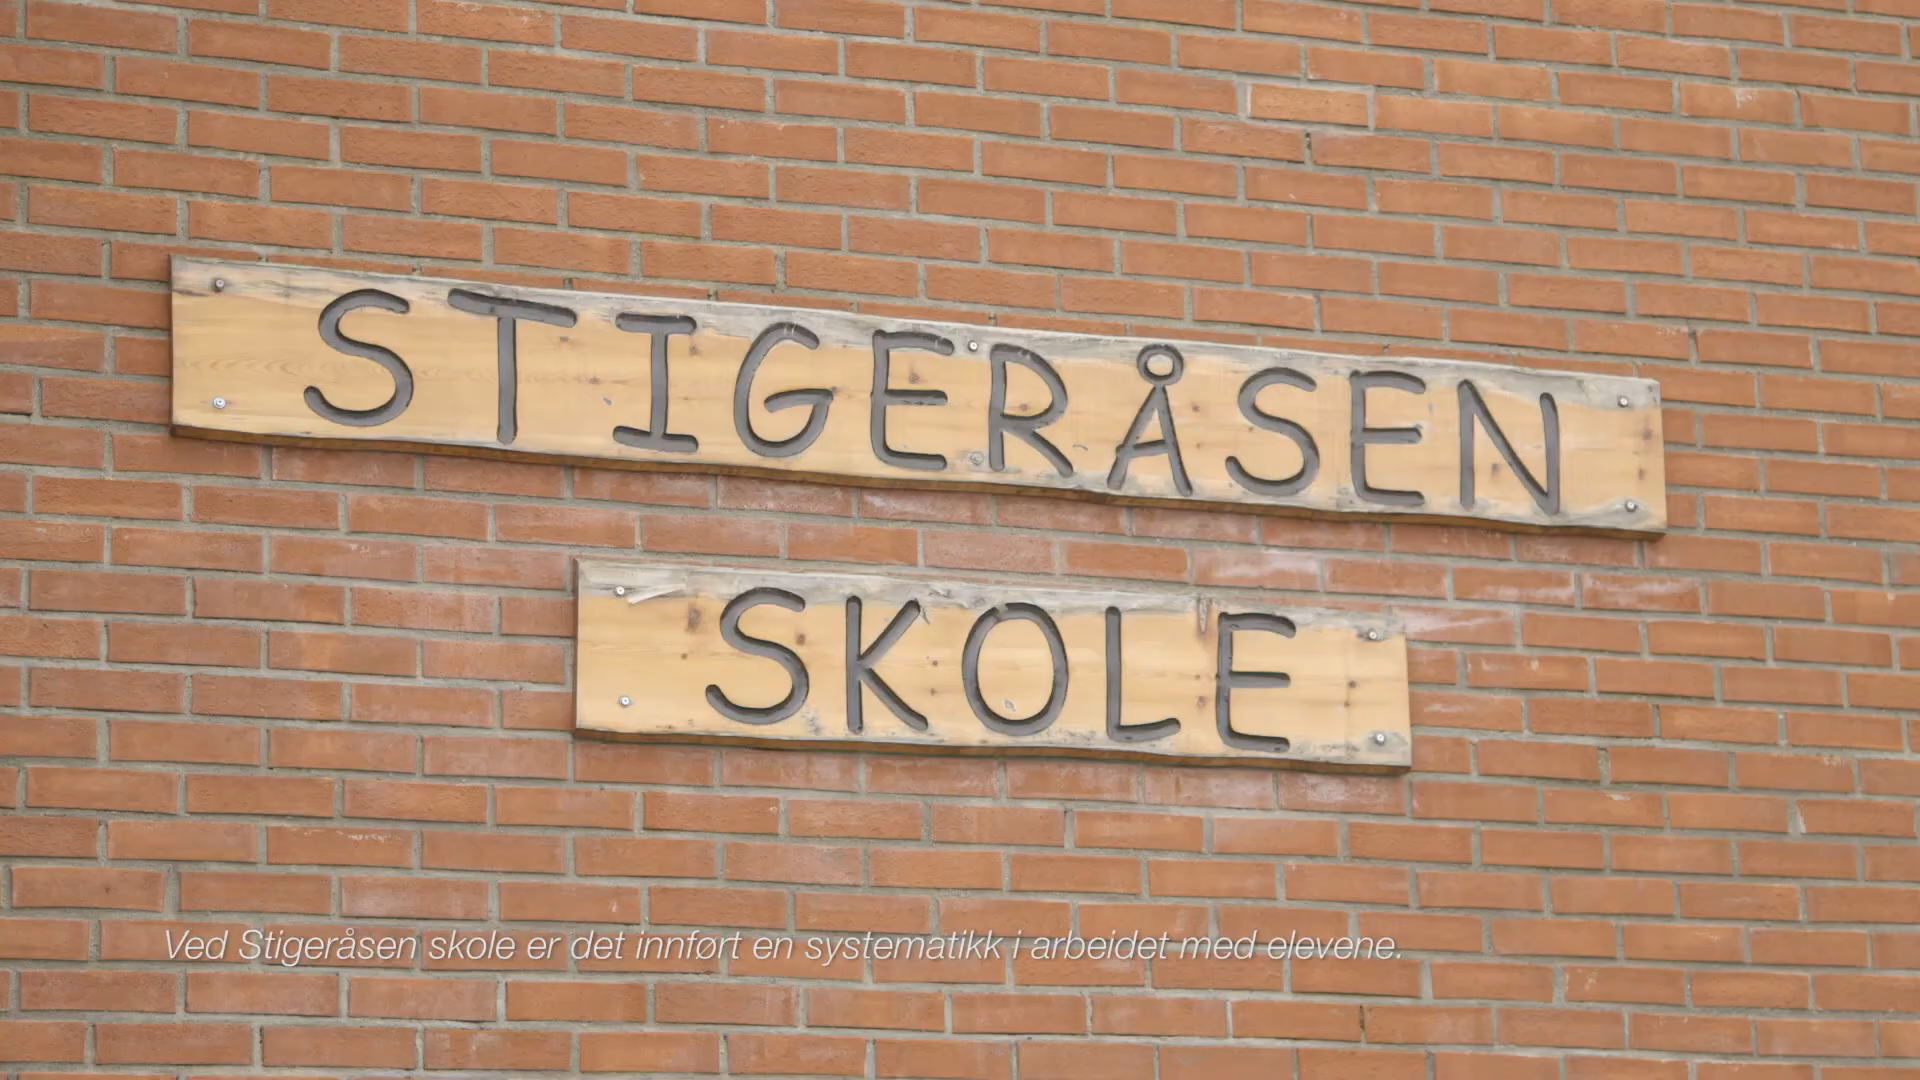 STIGERÅSEN
SKOLE
Ved Stigeråsen skole er det innført en systematikk i arbeidet med elevene.